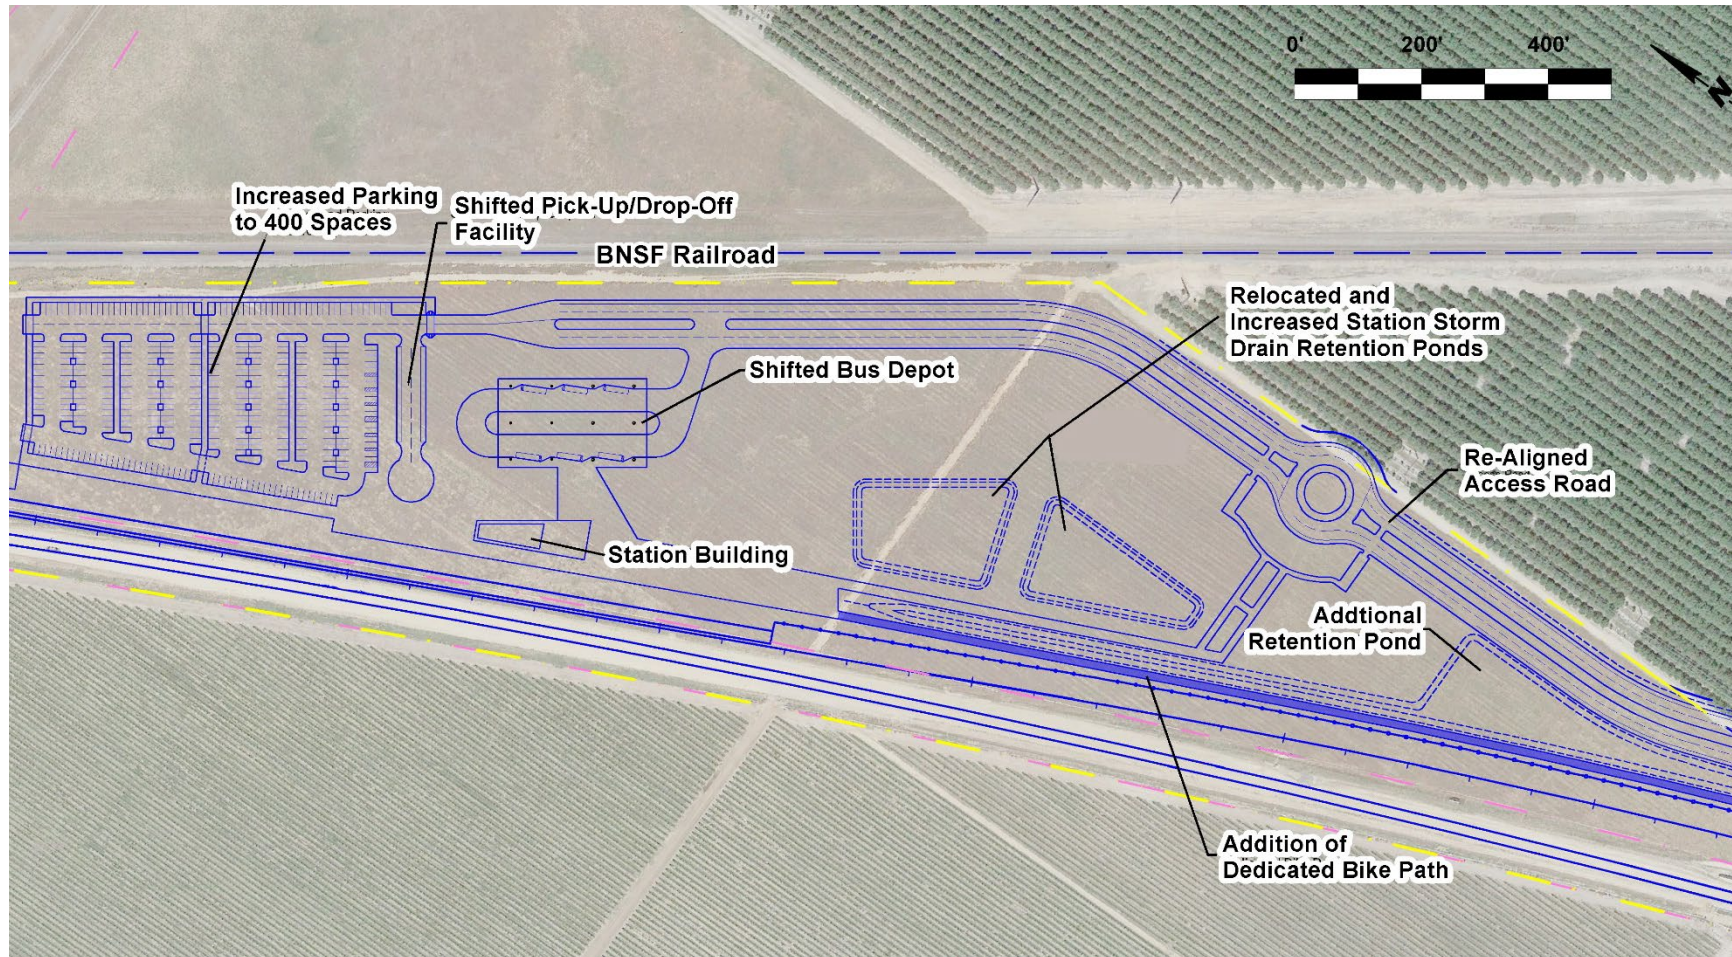 0' 200' 400'
N
Increased Parking
to 400 Spaces
Shifted Pick-Up/Drop-Off
Facility
BNSF Railroad
Relocated and
Increased Station Storm
Drain Retention Ponds
Shifted Bus Depot
Re-Aligned
Access Road
Station Building
Addtional
Retention Pond
Addition of
Dedicated Bike Path